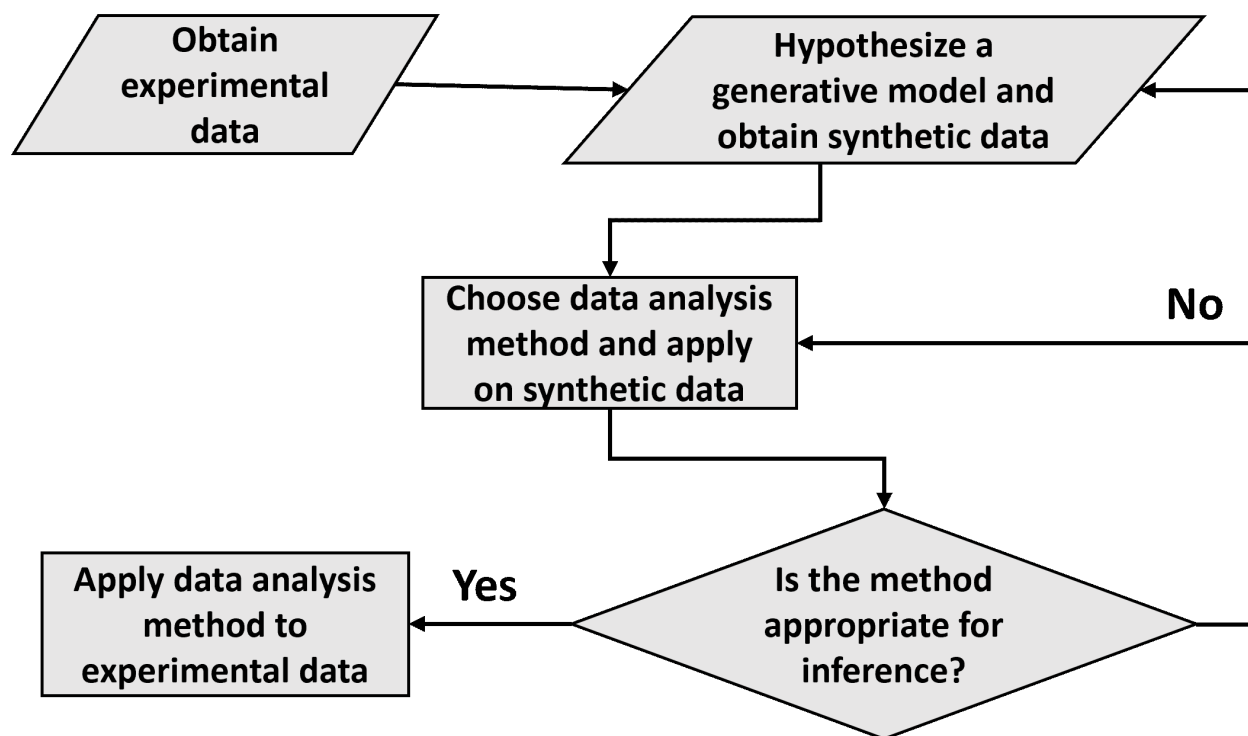 Obtain
experimental
data
Hypothesize a
generative model and
obtain synthetic data
Choose data analysis
method and apply
on synthetic data
No
Is the method
appropriate for
inference?
Yes
Apply data analysis
method to
experimental data